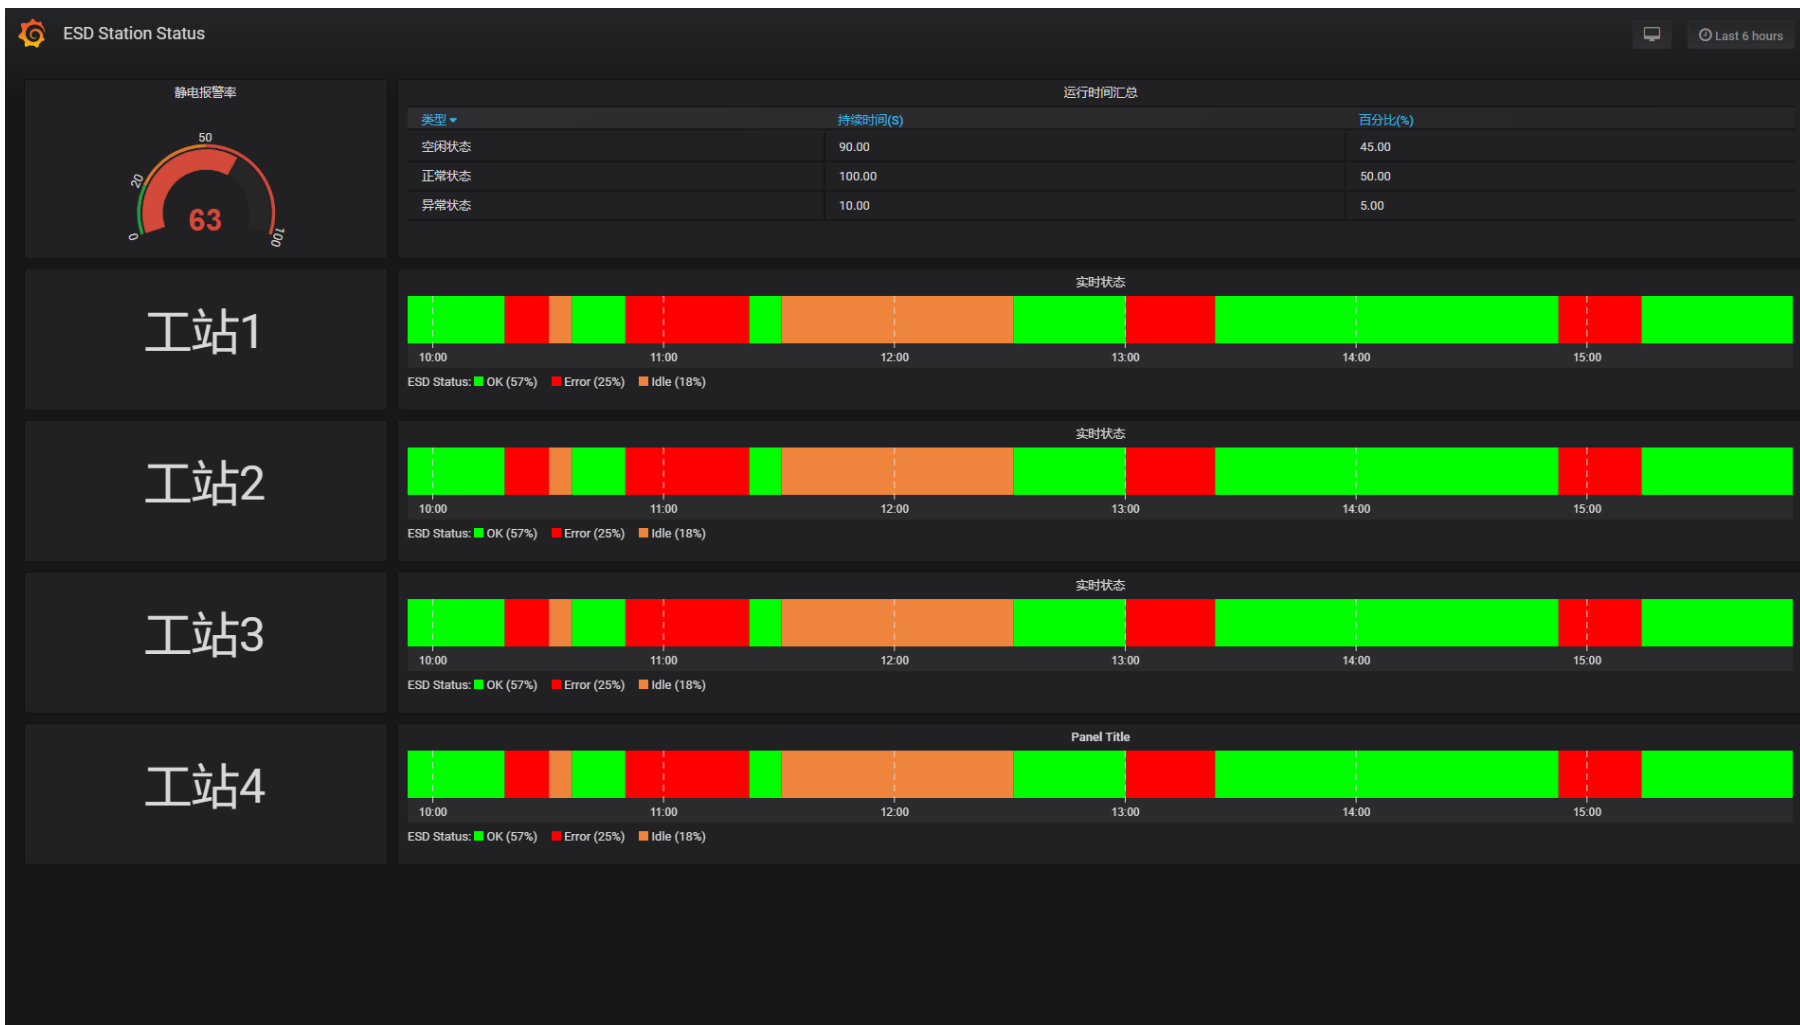 ESD Station Status
Last 6 hours
静电报警率
0
20
50
100
63
运行时间汇总
类型 持续时间(S) 百分比(%)
空闲状态 90.00 45.00
正常状态 100.00 50.00
异常状态 10.00 5.00
工站1
实时状态
10:00 11:00 12:00 13:00 14:00 15:00
ESD Status: OK (57%) Error (25%) Idle (18%)
工站2
实时状态
10:00 11:00 12:00 13:00 14:00 15:00
ESD Status: OK (57%) Error (25%) Idle (18%)
工站3
实时状态
10:00 11:00 12:00 13:00 14:00 15:00
ESD Status: OK (57%) Error (25%) Idle (18%)
工站4
Panel Title
10:00 11:00 12:00 13:00 14:00 15:00
ESD Status: OK (57%) Error (25%) Idle (18%)